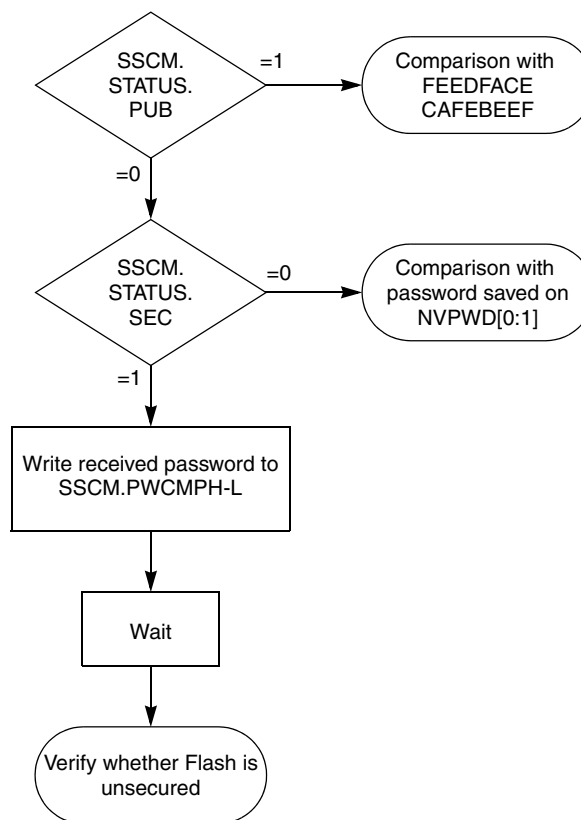 SSCM.
STATUS.
PUB
=1
Comparison with
FEEDFACE
CAFEBEEF
=0
SSCM.
STATUS.
SEC
=0
Comparison with
password saved on
NVPWD[0:1]
=1
Write received password to
SSCM.PWCMPH-L
Wait
Verify whether Flash is
unsecured